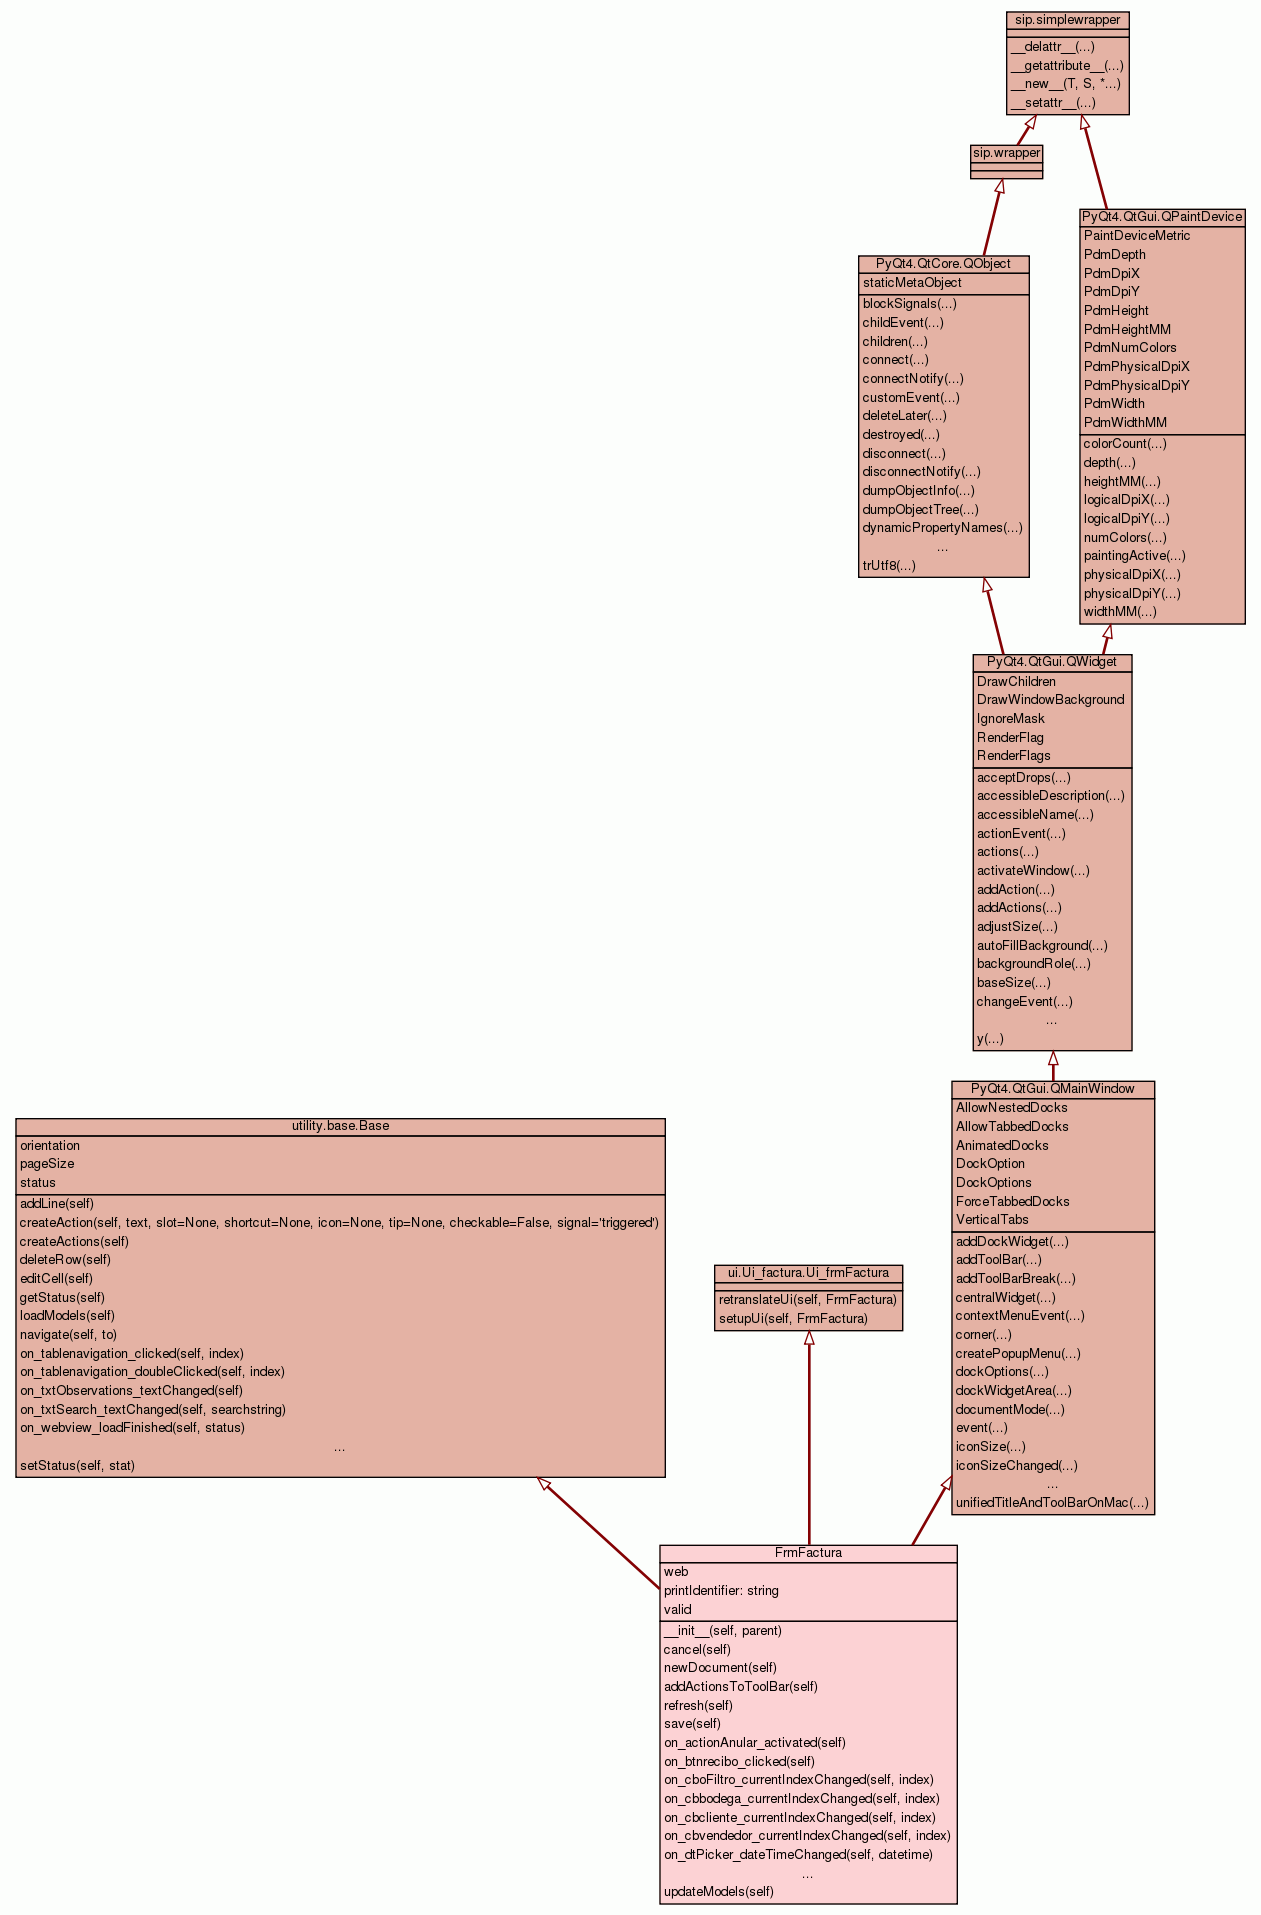 sip.simplewrapper
__delattr__(...)
__getattribute__(...)
__new__(T, S, *...)
__setattr__(...)
sip.wrapper
PyQt4.QtGui.QPaintDevice
PaintDeviceMetric
PdmDepth
PdmDpiX
PdmDpiY
PdmHeight
PdmHeightMM
PdmNumColors
PdmPhysicalDpiX
PdmPhysicalDpiY
PdmWidth
PdmWidthMM
colorCount(...)
depth(...)
heightMM(...)
logicalDpiX(...)
logicalDpiY(...)
numColors(...)
paintingActive(...)
physicalDpiX(...)
physicalDpiY(...)
widthMM(...)
PyQt4.QtCore.QObject
staticMetaObject
blockSignals(...)
childEvent(...)
children(...)
connect(...)
connectNotify(...)
customEvent(...)
deleteLater(...)
destroyed(...)
disconnect(...)
disconnectNotify(...)
dumpObjectInfo(...)
dumpObjectTree(...)
dynamicPropertyNames(...)
...
trUtf8(...)
PyQt4.QtGui.QWidget
DrawChildren
DrawWindowBackground
IgnoreMask
RenderFlag
RenderFlags
acceptDrops(...)
accessibleDescription(...)
accessibleName(...)
actionEvent(...)
actions(...)
activateWindow(...)
addAction(...)
addActions(...)
adjustSize(...)
autoFillBackground(...)
backgroundRole(...)
baseSize(...)
changeEvent(...)
...
y(...)
PyQt4.QtGui.QMainWindow
AllowNestedDocks
AllowTabbedDocks
AnimatedDocks
DockOption
DockOptions
ForceTabbedDocks
VerticalTabs
addDockWidget(...)
addToolBar(...)
addToolBarBreak(...)
centralWidget(...)
contextMenuEvent(...)
corner(...)
createPopupMenu(...)
dockOptions(...)
dockWidgetArea(...)
documentMode(...)
event(...)
iconSize(...)
iconSizeChanged(...)
...
unifiedTitleAndToolBarOnMac(...)
utility.base.Base
orientation
pageSize
status
addLine(self)
createAction(self, text, slot=None, shortcut=None, icon=None, tip=None, checkable=False, signal='triggered')
createActions(self)
deleteRow(self)
editCell(self)
getStatus(self)
loadModels(self)
navigate(self, to)
on_tablenavigation_clicked(self, index)
on_tablenavigation_doubleClicked(self, index)
on_txtObservations_textChanged(self)
on_txtSearch_textChanged(self, searchstring)
on_webview_loadFinished(self, status)
...
setStatus(self, stat)
ui.Ui_factura.Ui_frmFactura
retranslateUi(self, FrmFactura)
setupUi(self, FrmFactura)
FrmFactura
web
printIdentifier: string
valid
__init__(self, parent)
cancel(self)
newDocument(self)
addActionsToToolBar(self)
refresh(self)
save(self)
on_actionAnular_activated(self)
on_btnrecibo_clicked(self)
on_cboFiltro_currentIndexChanged(self, index)
on_cbbodega_currentIndexChanged(self, index)
on_cbcliente_currentIndexChanged(self, index)
on_cbvendedor_currentIndexChanged(self, index)
on_dtPicker_dateTimeChanged(self, datetime)
...
updateModels(self)